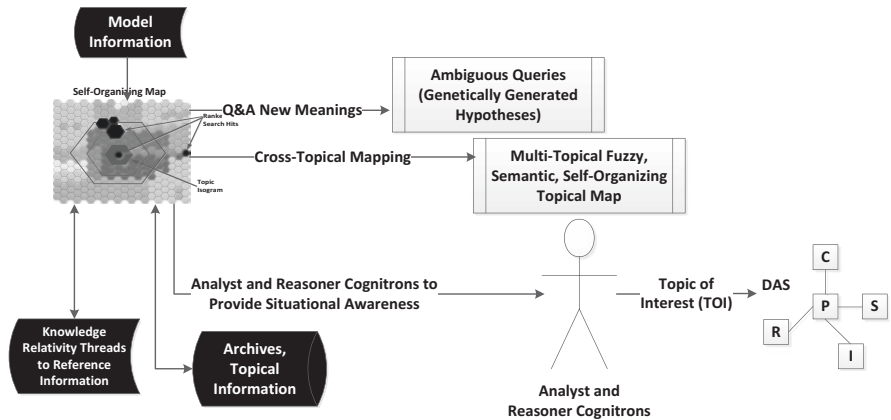 Model
Information
Self-Organizing Map
Ranke
Search Hits
Topic
Isogram
Q&A New Meanings
Ambiguous Queries
(Genetically Generated
Hypotheses)
Cross-Topical Mapping
Multi-Topical Fuzzy,
Semantic, Self-Organizing
Topical Map
Analyst and Reasoner Cognitrons to
Provide Situational Awareness
Topic of
Interest (TOI)
DAS
C
P
S
R
I
Knowledge
Relativity Threads
to Reference
Information
Archives,
Topical
Information
Analyst and
Reasoner Cognitrons